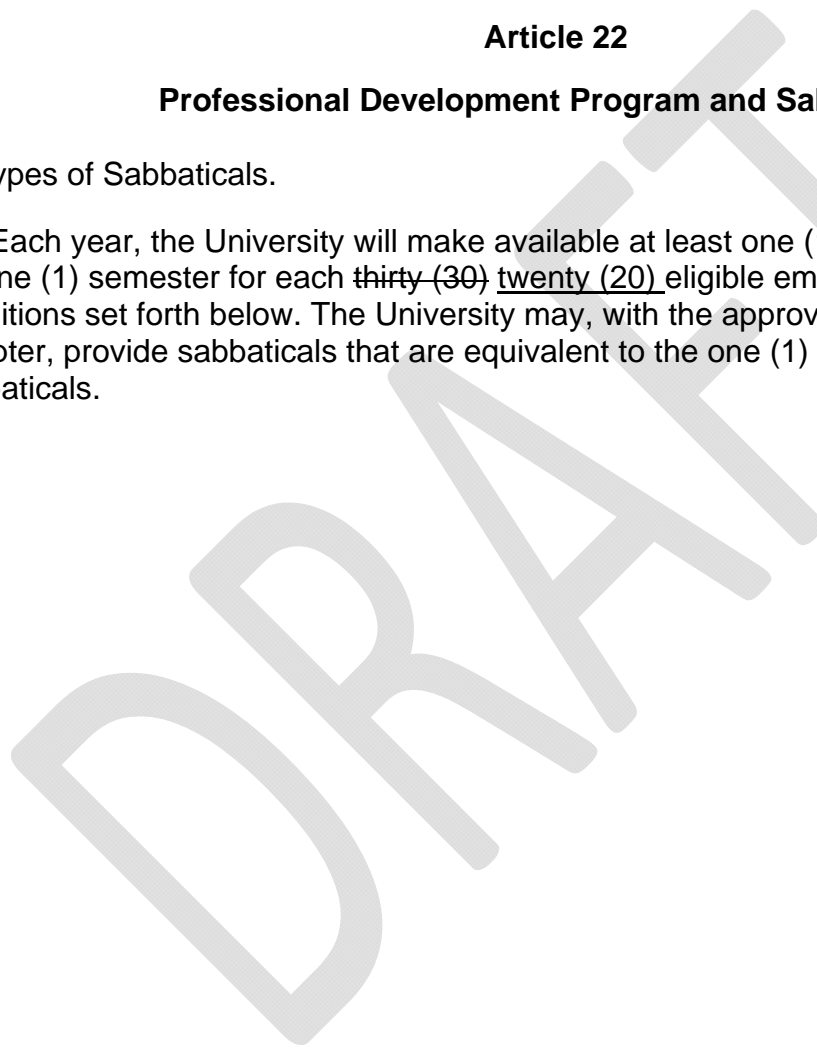 Article 22
Professional Development Program and Sal
ypes of Sabbaticals.
Each year, the University will make available at least one (
ne (1) semester for each thirty (30) twenty (20) eligible em
itions set forth below. The University may, with the approv
oter, provide sabbaticals that are equivalent to the one (1)
aticals.
DRAFT